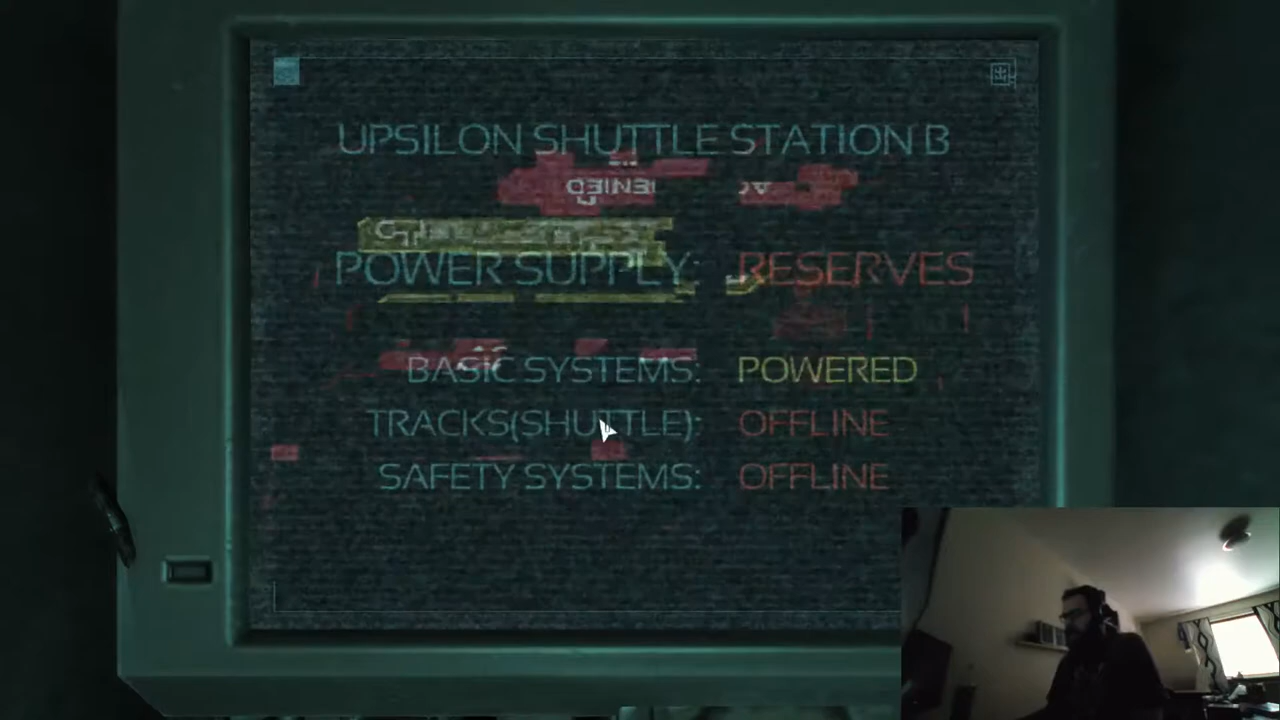 UPSILON SHUTTLE STATION B
POWER SUPPLY: RESERVES
BASIC SYSTEMS: POWERED
TRACKS(SHUTTLE): OFFLINE
SAFETY SYSTEMS: OFFLINE